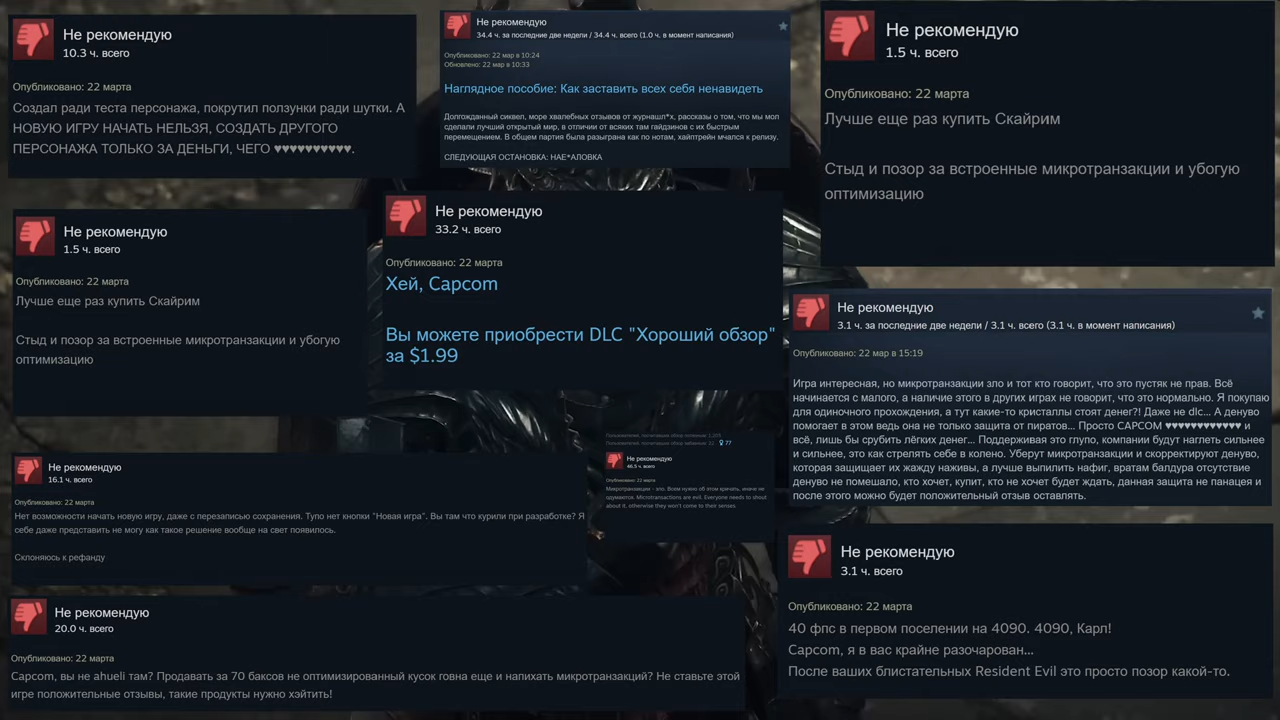 Не рекомендую
10.3 ч. всего
Опубликовано: 22 марта
Создал ради теста персонажа, покрутил ползунки ради шутки. А
НОВУЮ ИГРУ НАЧАТЬ НЕЛЬЗЯ, СОЗДАТЬ ДРУГОГО
ПЕРСОНАЖА ТОЛЬКО ЗА ДЕНЬГИ, ЧЕГО ♥♥♥♥♥♥♥♥♥♥.
Не рекомендую
34.4 ч. за последние две недели / 34.4 ч. всего (1.0 ч. в момент написания)
Опубликовано: 22 мар в 10:24
Обновлено: 22 мар в 10:33
Наглядное пособие: Как заставить всех себя ненавидеть
Долгожданный сиквел, море хвалебных отзывов от журнашл*х, рассказы о том, что мы мол
сделали лучший открытый мир, в отличии от всяких там гайдзинов с их быстрым
перемещением. В общем партия была разыграна как по нотам, хайптрейн мчался к релизу.
СЛЕДУЮЩАЯ ОСТАНОВКА: НАЕ*АЛОВКА
Не рекомендую
1.5 ч. всего
Опубликовано: 22 марта
Лучше еще раз купить Скайрим
Стыд и позор за встроенные микротранзакции и убогую
оптимизацию
Не рекомендую
1.5 ч. всего
Опубликовано: 22 марта
Лучше еще раз купить Скайрим
Стыд и позор за встроенные микротранзакции и убогую
оптимизацию
Не рекомендую
33.2 ч. всего
Опубликовано: 22 марта
Хей, Capcom
Вы можете приобрести DLC "Хороший обзор"
за $1.99
Не рекомендую
3.1 ч. за последние две недели / 3.1 ч. всего (3.1 ч. в момент написания)
Опубликовано: 22 мар в 15:19
Игра интересная, но микротранзакции зло и тот кто говорит, что это пустяк не прав. Всё
начинается с малого, а наличие этого в других играх не говорит, что это нормально. Я покупаю
для одиночного прохождения, а тут какие-то кристаллы стоят денег?! Даже не dlc... А денуво
помогает в этом ведь она не только защита от пиратов... Просто CAPCOM ♥♥♥♥♥♥♥♥♥♥♥♥ и
всё, лишь бы срубить лёгких денег... Поддерживая это глупо, компании будут наглеть сильнее
и сильнее, это как стрелять себе в колено. Уберут микротранзакции и скорректируют денуво,
которая защищает их жажду наживы, а лучше выпилить нафиг, вратам балдура отсутствие
денуво не помешало, кто хочет, купит, кто не хочет будет ждать, данная защита не панацея и
после этого можно будет положительный отзыв оставлять.
Не рекомендую
16.1 ч. всего
Опубликовано: 22 марта
Нет возможности начать новую игру, даже с перезаписью сохранения. Тупо нет кнопки "Новая игра". Вы там что курили при разработке? Я
себе даже представить не могу как такое решение вообще на свет появилось.
Склоняюсь к рефанду
Пользователи, посчитавшие обзор полезным: 1,205
Пользователей, посчитавших обзор забавным: 22 77
Не рекомендую
46.5 ч. всего
Опубликовано: 22 марта
Микротранзакции - зло. Всем нужно об этом кричать, иначе не
одумаются. Microtransactions are evil. Everyone needs to shout
about it, otherwise they won't come to their senses.
Не рекомендую
20.0 ч. всего
Опубликовано: 22 марта
Capcom, вы не ahueli там? Продавать за 70 баксов не оптимизированный кусок говна еще и напихать микротранзакций? Не ставьте этой
игре положительные отзывы, такие продукты нужно хэйтить!
Не рекомендую
3.1 ч. всего
Опубликовано: 22 марта
40 фпс в первом поселении на 4090. 4090, Карл!
Capcom, я в вас крайне разочарован...
После ваших блистательных Resident Evil это просто позор какой-то.